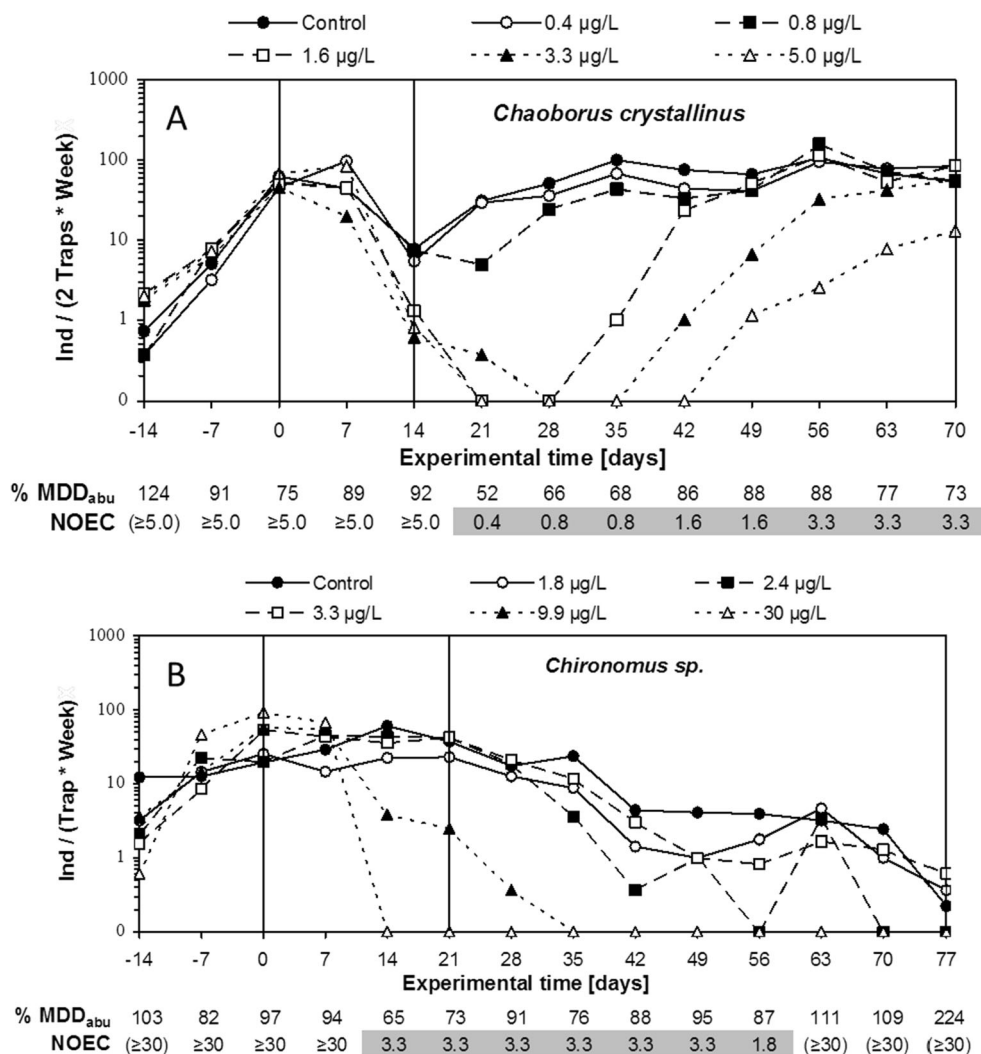 Control 0.4 µg/L 0.8 µg/L
1.6 µg/L 3.3 µg/L 5.0 µg/L
1000
A
Chaoborus crystallinus
100
10
1
0
Ind / (2 Traps * Week)
-14 -7 0 7 14 21 28 35 42 49 56 63 70
Experimental time [days]
% MDDabu 124 91 75 89 92 52 66 68 86 88 88 77 73
NOEC (≥5.0) ≥5.0 ≥5.0 ≥5.0 ≥5.0 0.4 0.8 0.8 1.6 1.6 3.3 3.3 3.3
Control 1.8 µg/L 2.4 µg/L
3.3 µg/L 9.9 µg/L 30 µg/L
1000
B
Chironomus sp.
100
10
1
0
Ind / (Trap * Week)
-14 -7 0 7 14 21 28 35 42 49 56 63 70 77
Experimental time [days]
% MDDabu 103 82 97 94 65 73 91 76 88 95 87 111 109 224
NOEC (≥30) ≥30 ≥30 ≥30 3.3 3.3 3.3 3.3 3.3 3.3 1.8 (≥30) (≥30) (≥30)